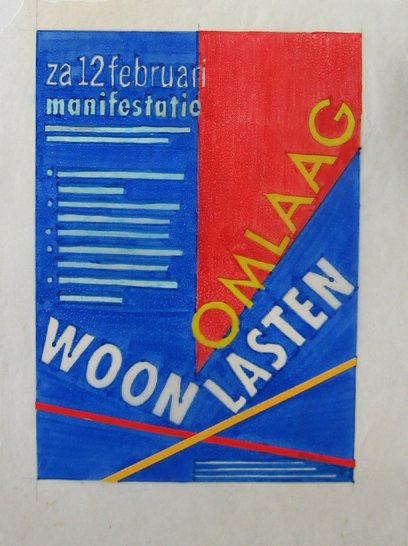 za 12 februari
manifestatie
OMLAAG
WOON LASTEN